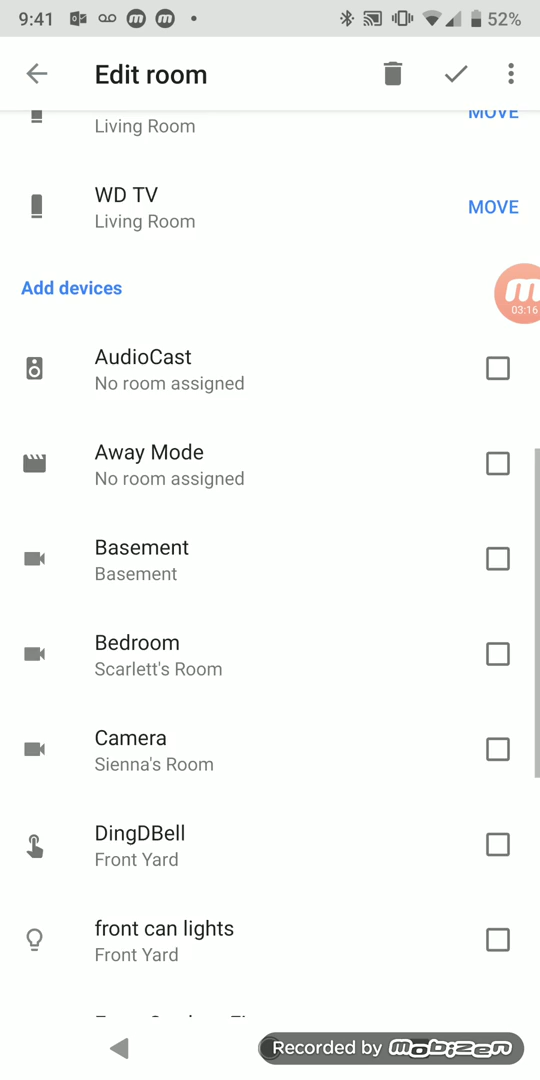 9:41
52%
Edit room
Living Room
MOVE
WD TV
Living Room
MOVE
Add devices
03:16
AudioCast
No room assigned
Away Mode
No room assigned
Basement
Basement
Bedroom
Scarlett's Room
Camera
Sienna's Room
DingDBell
Front Yard
front can lights
Front Yard
Recorded by mobizen